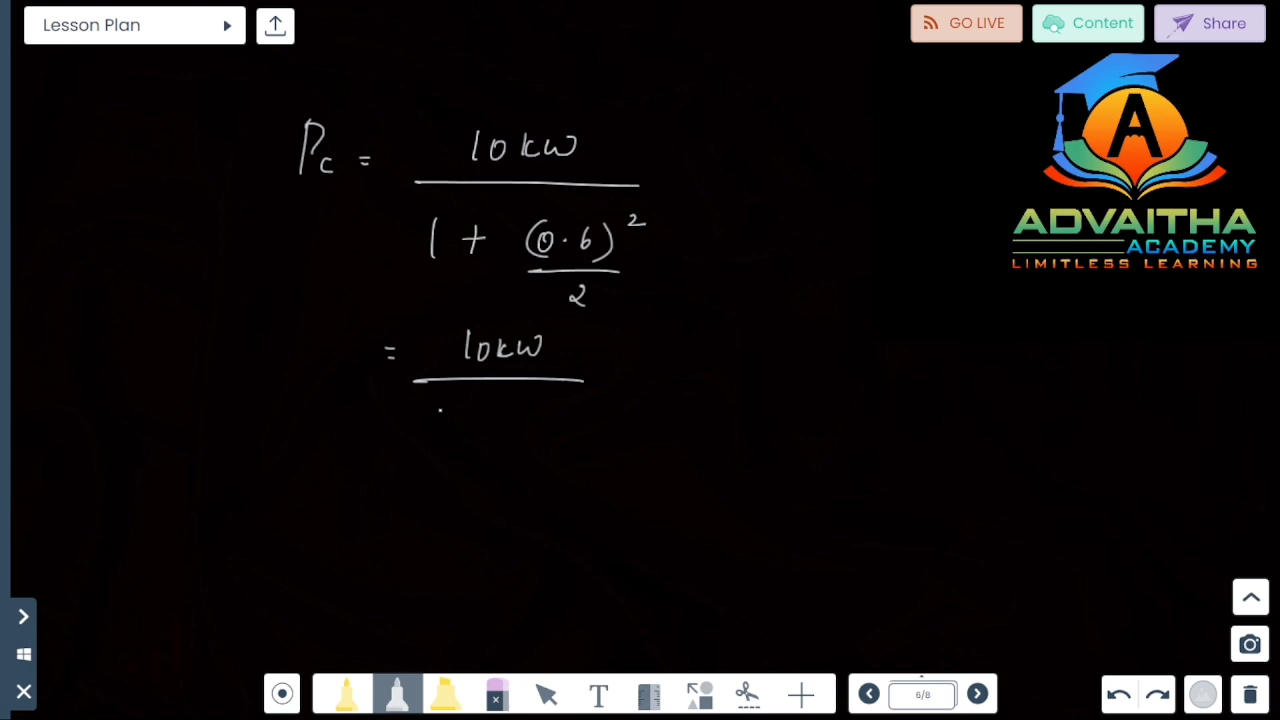 Lesson Plan
GO LIVE
Content
Share
A
ADVAITHA
ACADEMY
LIMITLESS LEARNING
Pc = 10kW
1 + (0.6)²
2
= 10kW
T
6/8